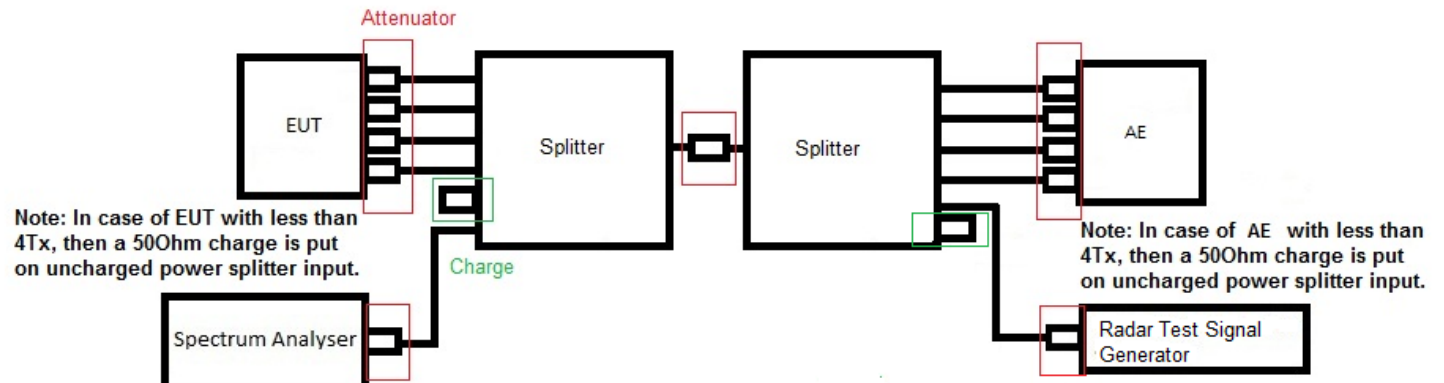 Attenuator
EUT
Splitter
Splitter
AE
Note: In case of EUT with less than
4Tx, then a 50Ohm charge is put
on uncharged power splitter input.
Charge
Note: In case of AE with less than
4Tx, then a 50Ohm charge is put
on uncharged power splitter input.
Spectrum Analyser
Radar Test Signal
Generator